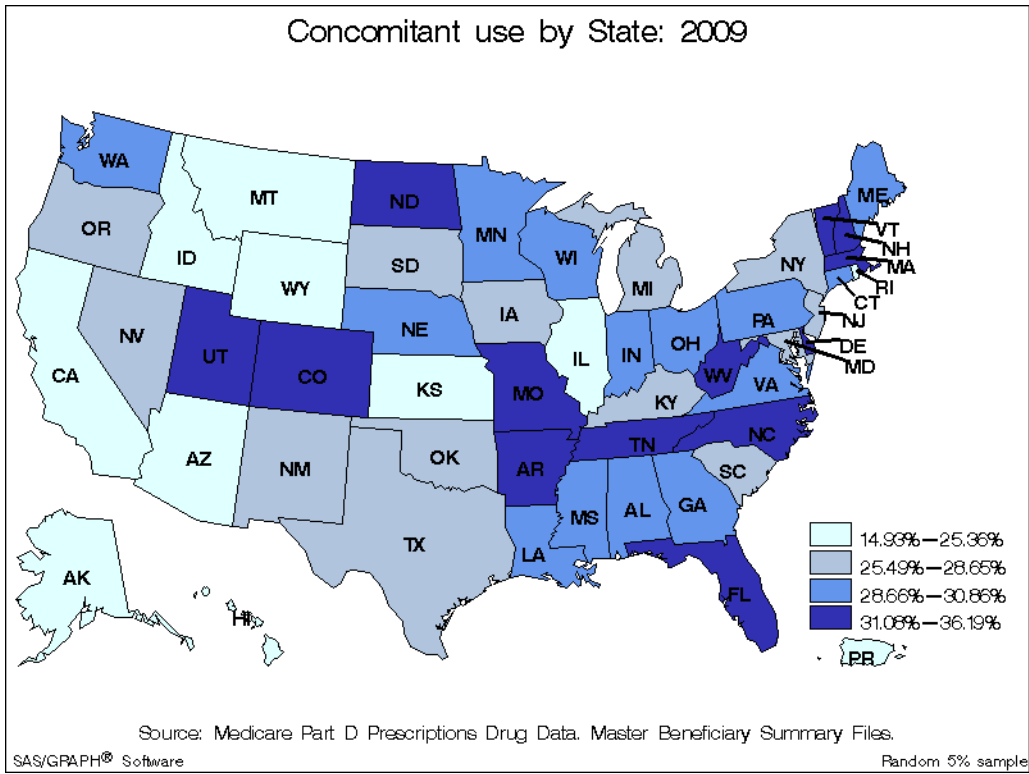 Concomitant use by State: 2009
WA
MT
ND
ME
OR
MN
VT
ID
NH
SD
WI
NY
MA
WY
MI
RI
IA
CT
NE
PA
NJ
NV
OH
UT
IL
IN
DE
CO
MD
CA
WV
KS
MO
VA
KY
NC
TN
AZ
OK
AR
SC
NM
GA
MS
AL
TX
LA
14.93%—25.36%
AK
25.49%—28.65%
FL
28.66%—30.86%
HI
31.08%—36.19%
PR
Source: Medicare Part D Prescriptions Drug Data. Master Beneficiary Summary Files.
SAS/GRAPH® Software
Random 5% sample